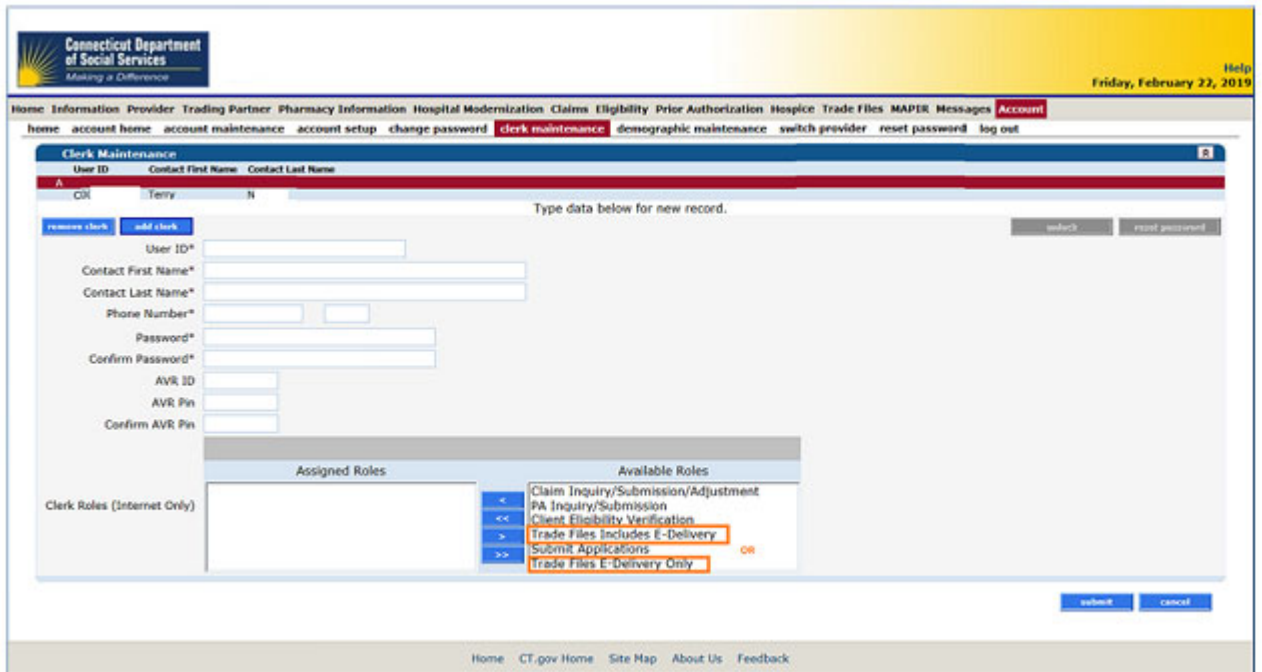 Connecticut Department
of Social Services
Making a Difference
Help
Friday, February 22, 2019
Home Information Provider Trading Partner Pharmacy Information Hospital Modernization Claims Eligibility Prior Authorization Hospice Trade Files MAPIR Messages Account
home account home account maintenance account setup change password clerk maintenance demographic maintenance switch provider reset password log out
Clerk Maintenance
User ID Contact First Name Contact Last Name
A
Terry N
Type data below for new record.
remove clerk add clerk unlock reset password
User ID*
Contact First Name*
Contact Last Name*
Phone Number*
Password*
Confirm Password*
AVR ID
AVR Pin
Confirm AVR Pin
Assigned Roles Available Roles
Clerk Roles (Internet Only)
<
<<
>
>>
Claim Inquiry/Submission/Adjustment
PA Inquiry/Submission
Client Eligibility Verification
Trade Files Includes E-Delivery
Submit Applications OR
Trade Files E-Delivery Only
submit cancel
Home CT.gov Home Site Map About Us Feedback